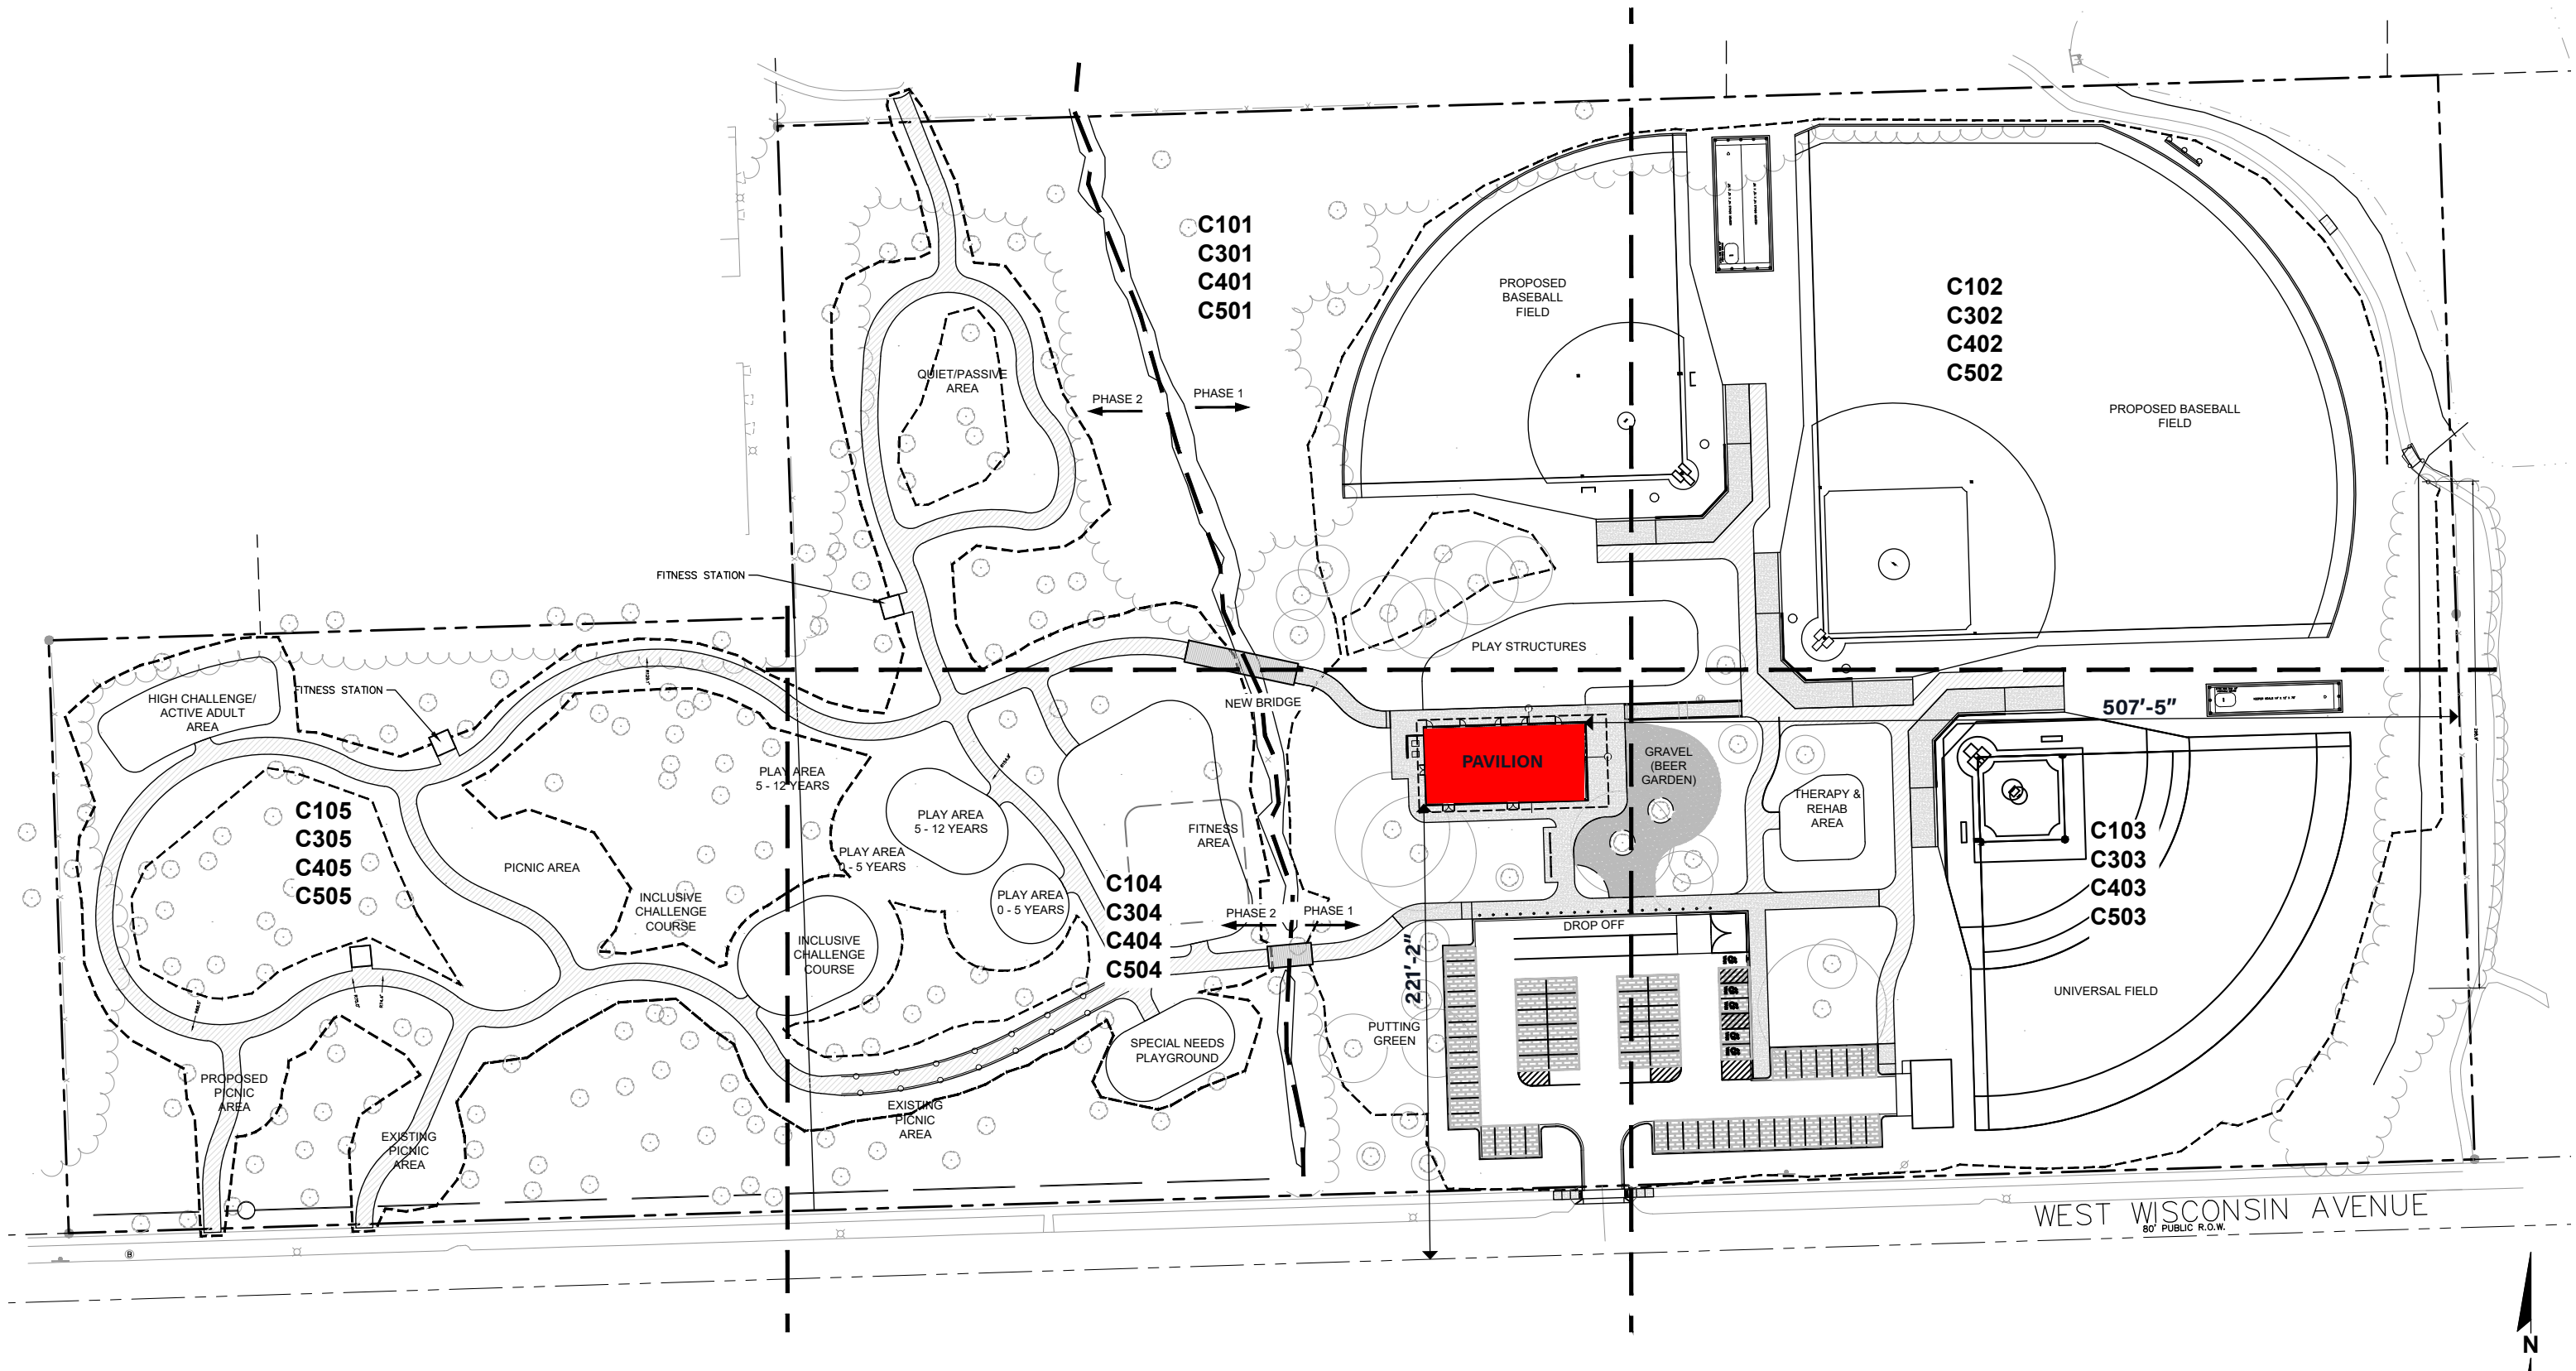 C101
C301
C401
C501
PROPOSED
BASEBALL
FIELD
C102
C302
C402
C502
QUIET/PASSIVE
AREA
PHASE 2
PHASE 1
PROPOSED BASEBALL
FIELD
FITNESS STATION
PLAY STRUCTURES
HIGH CHALLENGE/
ACTIVE ADULT
AREA
FITNESS STATION
NEW BRIDGE
507'-5"
PAVILION
GRAVEL
(BEER
GARDEN)
PLAY AREA
5 - 12 YEARS
THERAPY &
REHAB
AREA
C105
C305
C405
C505
PLAY AREA
5 - 12 YEARS
FITNESS
AREA
C103
C303
C403
C503
PICNIC AREA
PLAY AREA
0 - 5 YEARS
INCLUSIVE
CHALLENGE
COURSE
PLAY AREA
0 - 5 YEARS
C104
C304
C404
C504
PHASE 2
PHASE 1
DROP OFF
INCLUSIVE
CHALLENGE
COURSE
221'-2"
UNIVERSAL FIELD
PUTTING
GREEN
SPECIAL NEEDS
PLAYGROUND
PROPOSED
PICNIC
AREA
EXISTING
PICNIC
AREA
EXISTING
PICNIC
AREA
WEST WISCONSIN AVENUE
80' PUBLIC R.O.W.
B
N